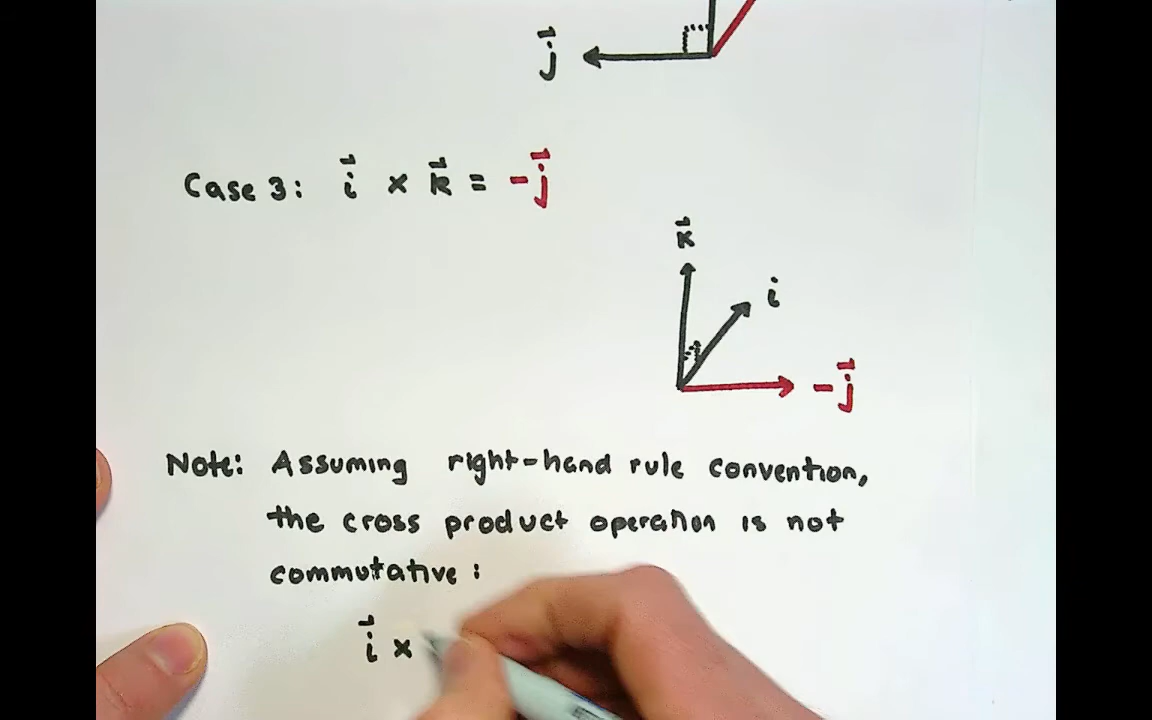 j⃗
Case 3: i⃗ × k⃗ = -j⃗
k⃗
i
-j⃗
Note: Assuming right-hand rule convention,
the cross product operation is not
commutative:
i⃗ ×